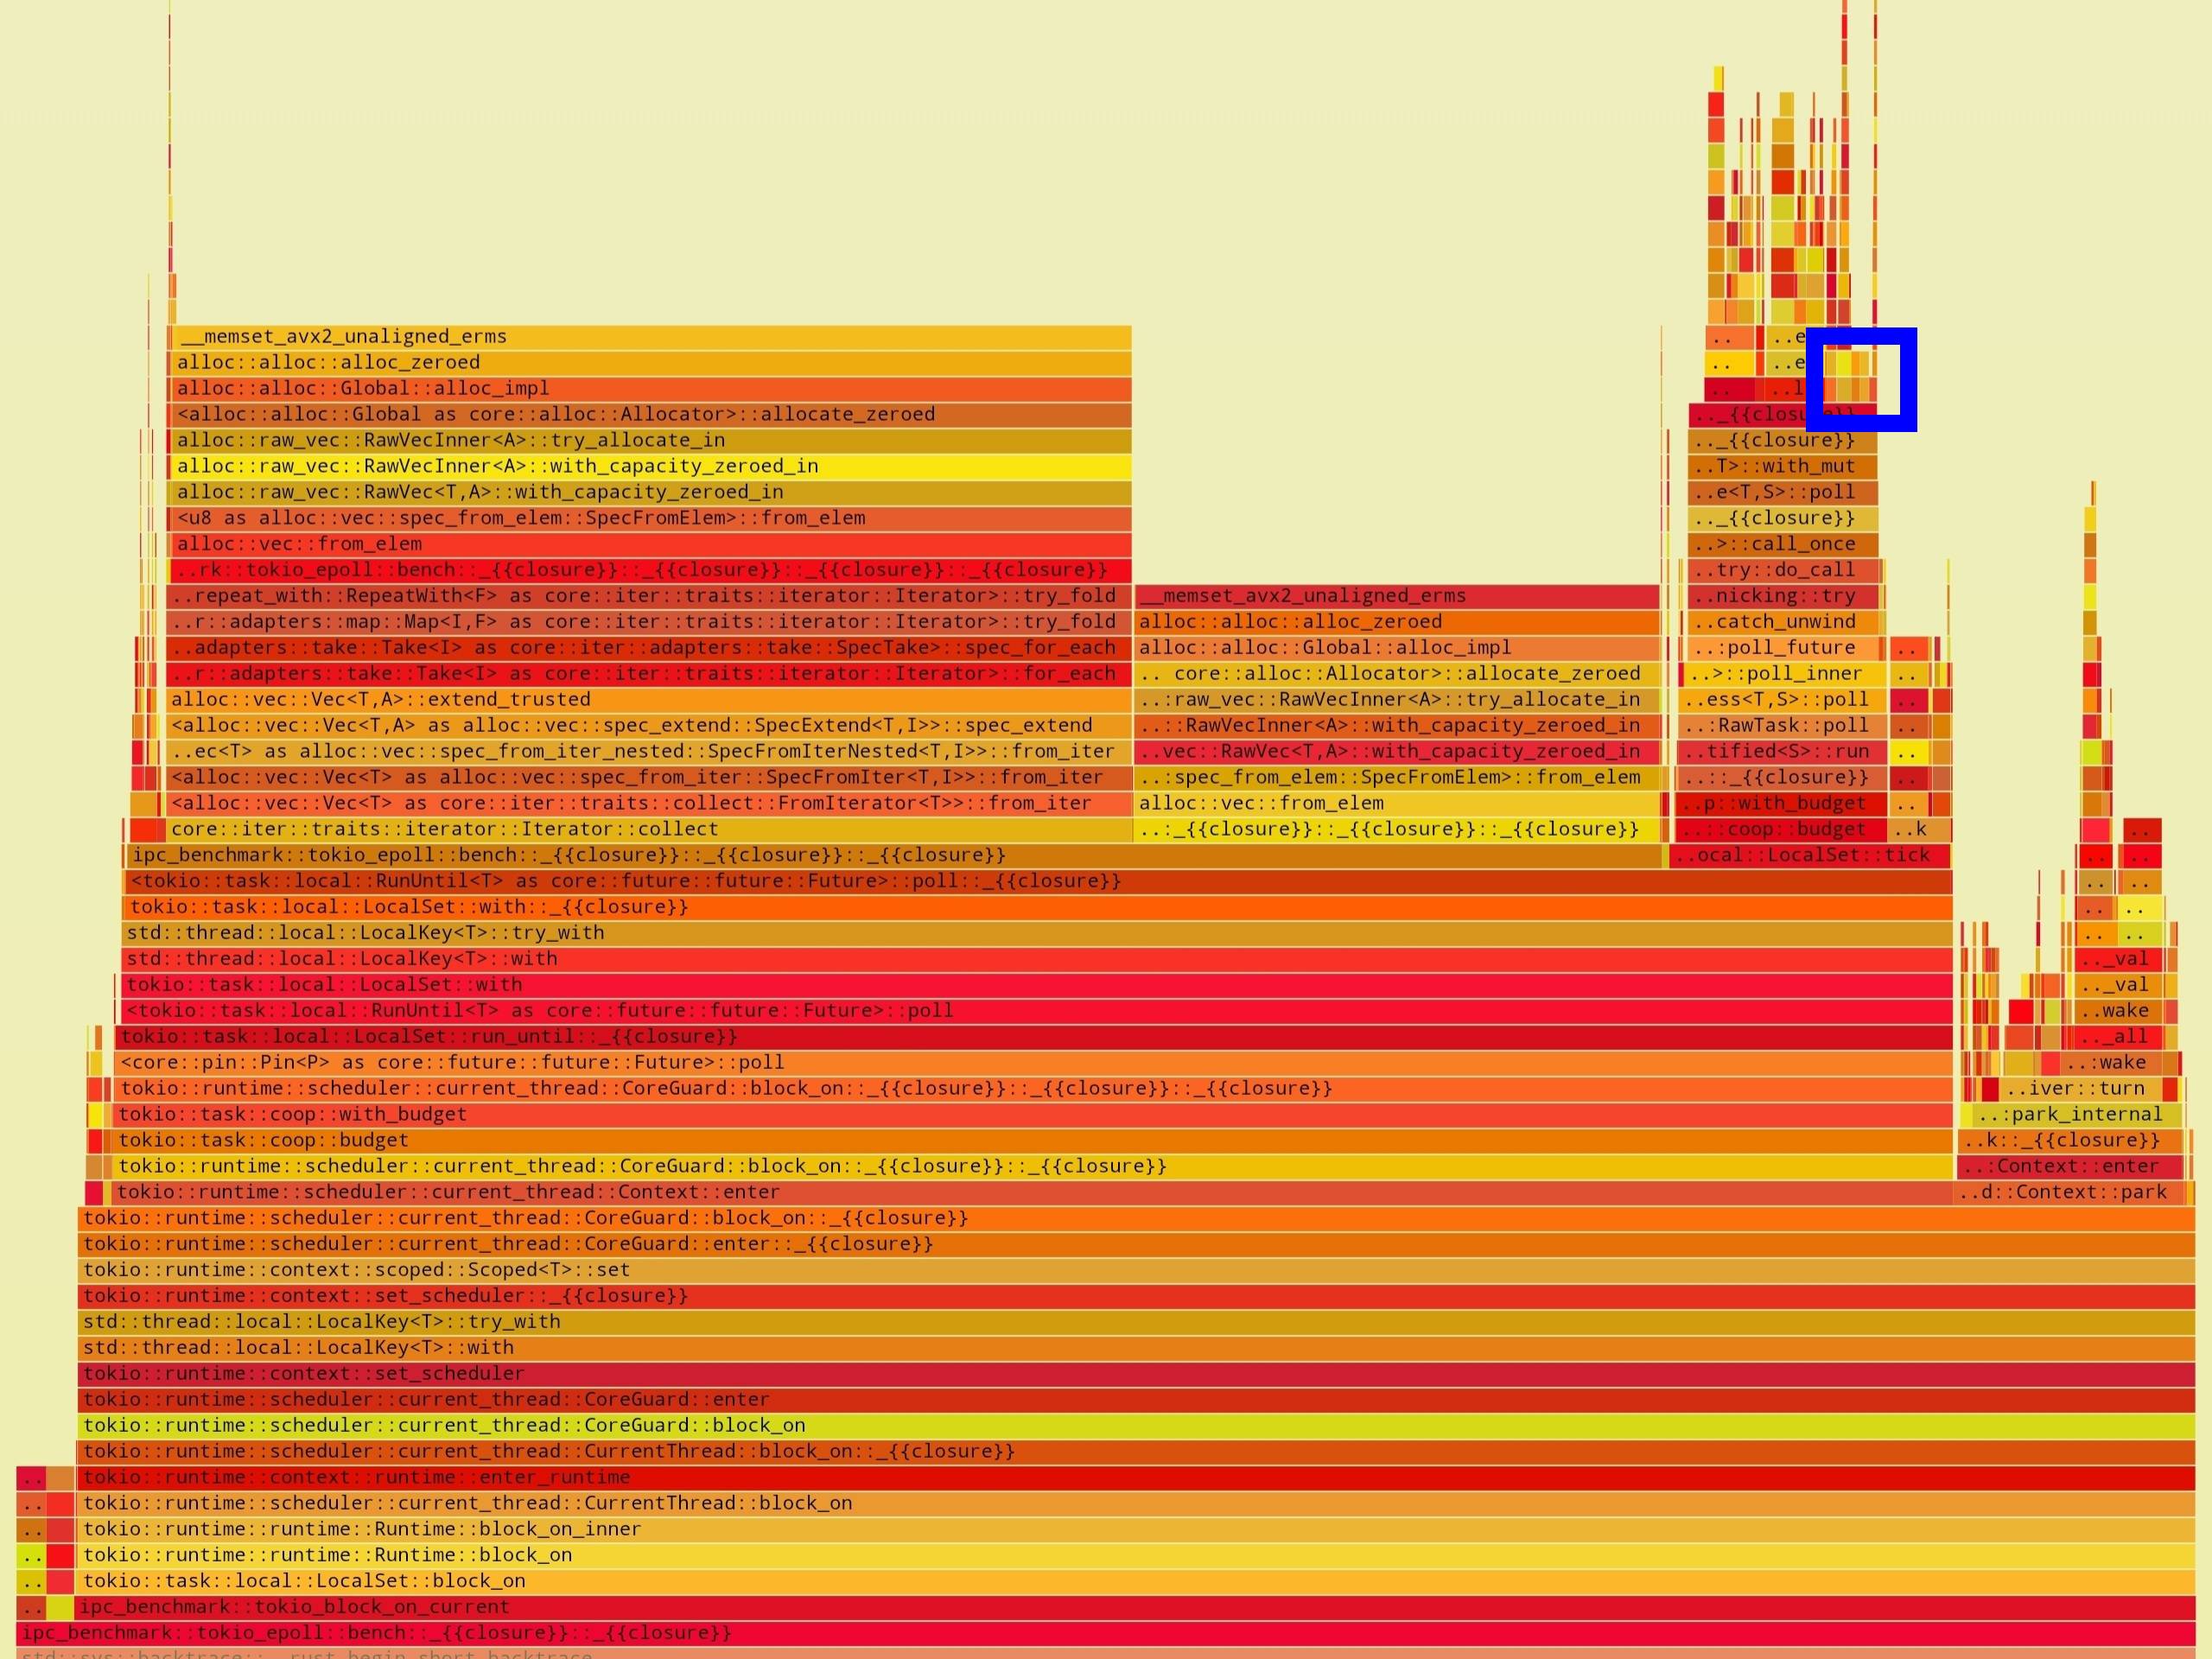 __memset_avx2_unaligned_erms .. ..e
alloc::alloc::alloc_zeroed .. ..e
alloc::alloc::Global::alloc_impl .. ..l
<alloc::alloc::Global as core::alloc::Allocator>::allocate_zeroed .._{{closure}}
alloc::raw_vec::RawVecInner<A>::try_allocate_in .._{{closure}}
alloc::raw_vec::RawVecInner<A>::with_capacity_zeroed_in ..T>::with_mut
alloc::raw_vec::RawVec<T,A>::with_capacity_zeroed_in ..e<T,S>::poll
<u8 as alloc::vec::spec_from_elem::SpecFromElem>::from_elem .._{{closure}}
alloc::vec::from_elem ..>::call_once
..rk::tokio_epoll::bench::_{{closure}}::_{{closure}}::_{{closure}}::_{{closure}} ..try::do_call
..repeat_with::RepeatWith<F> as core::iter::traits::iterator::Iterator>::try_fold __memset_avx2_unaligned_erms ..nicking::try
..r::adapters::map::Map<I,F> as core::iter::traits::iterator::Iterator>::try_fold alloc::alloc::alloc_zeroed ..catch_unwind
..adapters::take::Take<I> as core::iter::adapters::take::SpecTake>::spec_for_each alloc::alloc::Global::alloc_impl ..:poll_future ..
..r::adapters::take::Take<I> as core::iter::traits::iterator::Iterator>::for_each .. core::alloc::Allocator>::allocate_zeroed ..>::poll_inner ..
alloc::vec::Vec<T,A>::extend_trusted ..:raw_vec::RawVecInner<A>::try_allocate_in ..ess<T,S>::poll ..
<alloc::vec::Vec<T,A> as alloc::vec::spec_extend::SpecExtend<T,I>>::spec_extend ..::RawVecInner<A>::with_capacity_zeroed_in ..:RawTask::poll ..
..ec<T> as alloc::vec::spec_from_iter_nested::SpecFromIterNested<T,I>>::from_iter ..vec::RawVec<T,A>::with_capacity_zeroed_in ..tified<S>::run ..
<alloc::vec::Vec<T> as alloc::vec::spec_from_iter::SpecFromIter<T,I>>::from_iter ..:spec_from_elem::SpecFromElem>::from_elem ..::_{{closure}} ..
<alloc::vec::Vec<T> as core::iter::traits::collect::FromIterator<T>>::from_iter alloc::vec::from_elem ..p::with_budget ..
core::iter::traits::iterator::Iterator::collect ..:_{{closure}}::_{{closure}}::_{{closure}} ..::coop::budget ..k ..
ipc_benchmark::tokio_epoll::bench::_{{closure}}::_{{closure}}::_{{closure}} ..ocal::LocalSet::tick .. ..
<tokio::task::local::RunUntil<T> as core::future::future::Future>::poll::_{{closure}} .. ..
tokio::task::local::LocalSet::with::_{{closure}} .. ..
std::thread::local::LocalKey<T>::try_with .. ..
std::thread::local::LocalKey<T>::with .._val
tokio::task::local::LocalSet::with .._val
<tokio::task::local::RunUntil<T> as core::future::future::Future>::poll ..wake
tokio::task::local::LocalSet::run_until::_{{closure}} .._all
<core::pin::Pin<P> as core::future::future::Future>::poll ..:wake
tokio::runtime::scheduler::current_thread::CoreGuard::block_on::_{{closure}}::_{{closure}}::_{{closure}} ..iver::turn
tokio::task::coop::with_budget ..:park_internal
tokio::task::coop::budget ..k::_{{closure}}
tokio::runtime::scheduler::current_thread::CoreGuard::block_on::_{{closure}}::_{{closure}} ..:Context::enter
tokio::runtime::scheduler::current_thread::Context::enter ..d::Context::park
tokio::runtime::scheduler::current_thread::CoreGuard::block_on::_{{closure}}
tokio::runtime::scheduler::current_thread::CoreGuard::enter::_{{closure}}
tokio::runtime::context::scoped::Scoped<T>::set
tokio::runtime::context::set_scheduler::_{{closure}}
std::thread::local::LocalKey<T>::try_with
std::thread::local::LocalKey<T>::with
tokio::runtime::context::set_scheduler
tokio::runtime::scheduler::current_thread::CoreGuard::enter
tokio::runtime::scheduler::current_thread::CoreGuard::block_on
tokio::runtime::scheduler::current_thread::CurrentThread::block_on::_{{closure}}
.. tokio::runtime::context::runtime::enter_runtime
.. tokio::runtime::scheduler::current_thread::CurrentThread::block_on
.. tokio::runtime::runtime::Runtime::block_on_inner
.. tokio::runtime::runtime::Runtime::block_on
.. tokio::task::local::LocalSet::block_on
.. ipc_benchmark::tokio_block_on_current
ipc_benchmark::tokio_epoll::bench::_{{closure}}::_{{closure}}
std::sys::backtrace::__rust_begin_short_backtrace